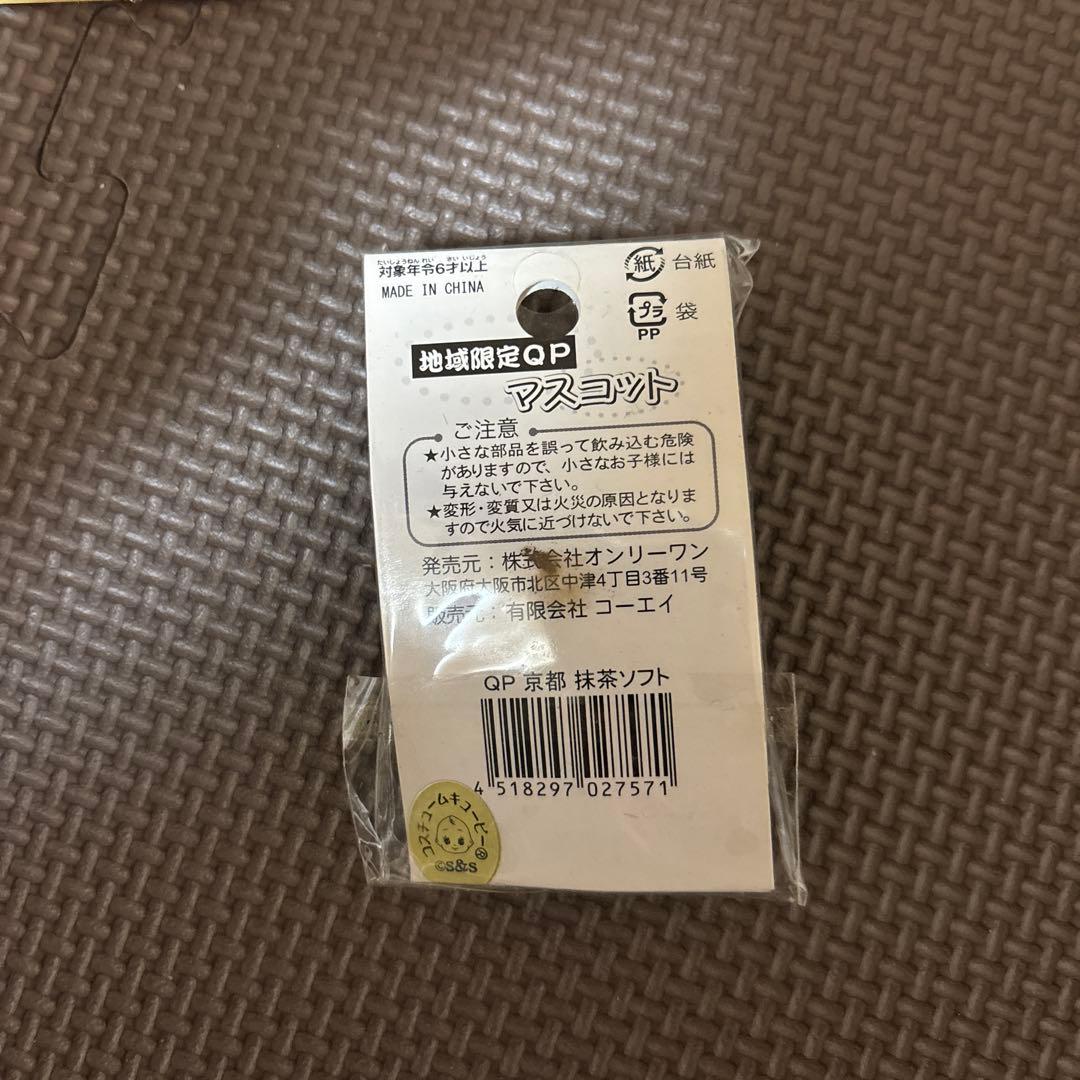 たいしょうねんれい さいいじょう
対象年令6才以上
MADE IN CHINA
紙 台紙
プラ 袋
PP
地域限定QP
マスコット
ご注意
★小さな部品を誤って飲み込む危険
がありますので、小さなお子様には
与えないで下さい。
★変形・変質又は火災の原因となりま
すので火気に近づけないで下さい。
発売元：株式会社オンリーワン
大阪府大阪市北区中津4丁目3番11号
販売元：有限会社 コーエイ
QP 京都 抹茶ソフト
4 518297 027571
コスチュームキューピー
©S&S